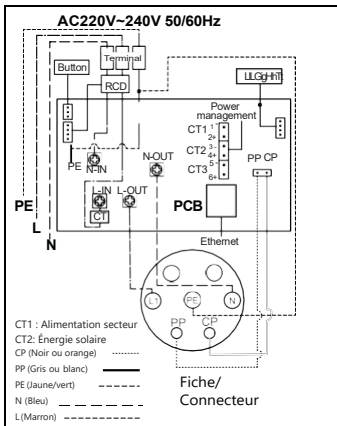 AC220V~240V 50/60Hz
Terminal
Button
RCD
Power
management
CT1 1-
2+
CT2 3-
4+
CT3 5-
6+
PP CP
PE
N-IN
N-OUT
L-IN
L-OUT
CT
PCB
PE
L
N
Ethernet
L1
PE
N
PP
CP
CT1 : Alimentation secteur
CT2: Énergie solaire
CP (Noir ou orange)
PP (Gris ou blanc)
PE (Jaune/vert)
N (Bleu)
L (Marron)
Fiche/
Connecteur